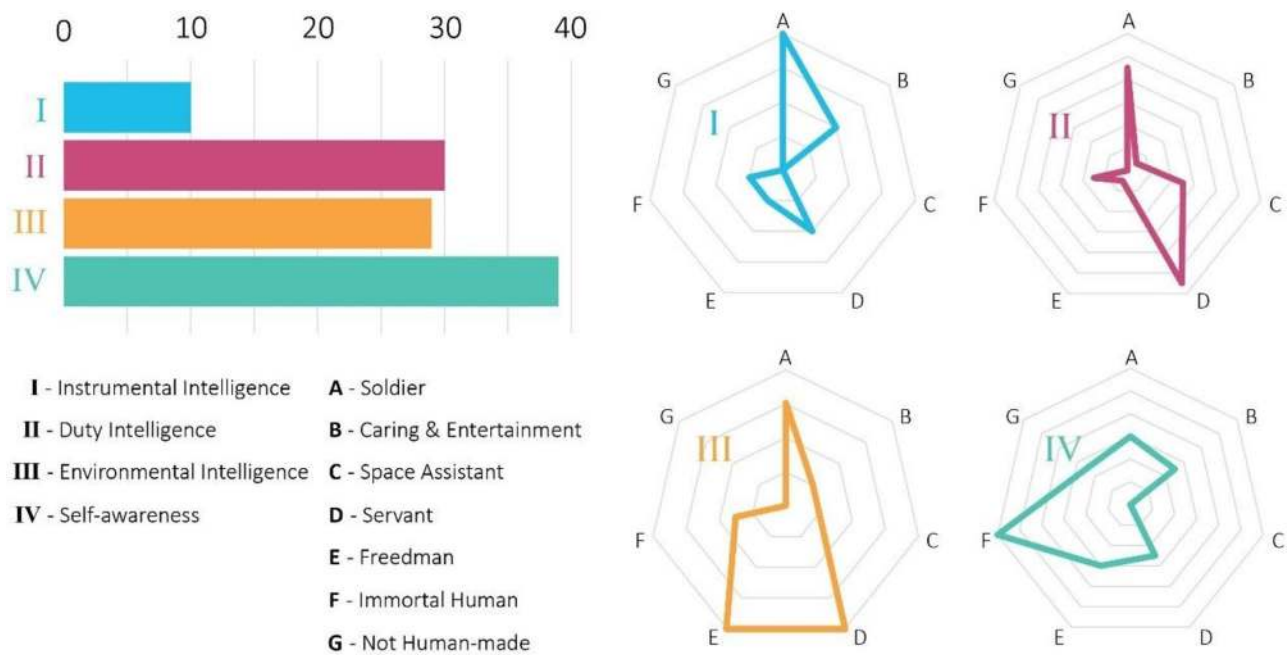 0 10 20 30 40
I
II
III
IV
I - Instrumental Intelligence
II - Duty Intelligence
III - Environmental Intelligence
IV - Self-awareness
A - Soldier
B - Caring & Entertainment
C - Space Assistant
D - Servant
E - Freedman
F - Immortal Human
G - Not Human-made
A
G B
I
F C
E D
A
G B
II
F C
E D
A
G B
III
F C
E D
A
G B
IV
F C
E D